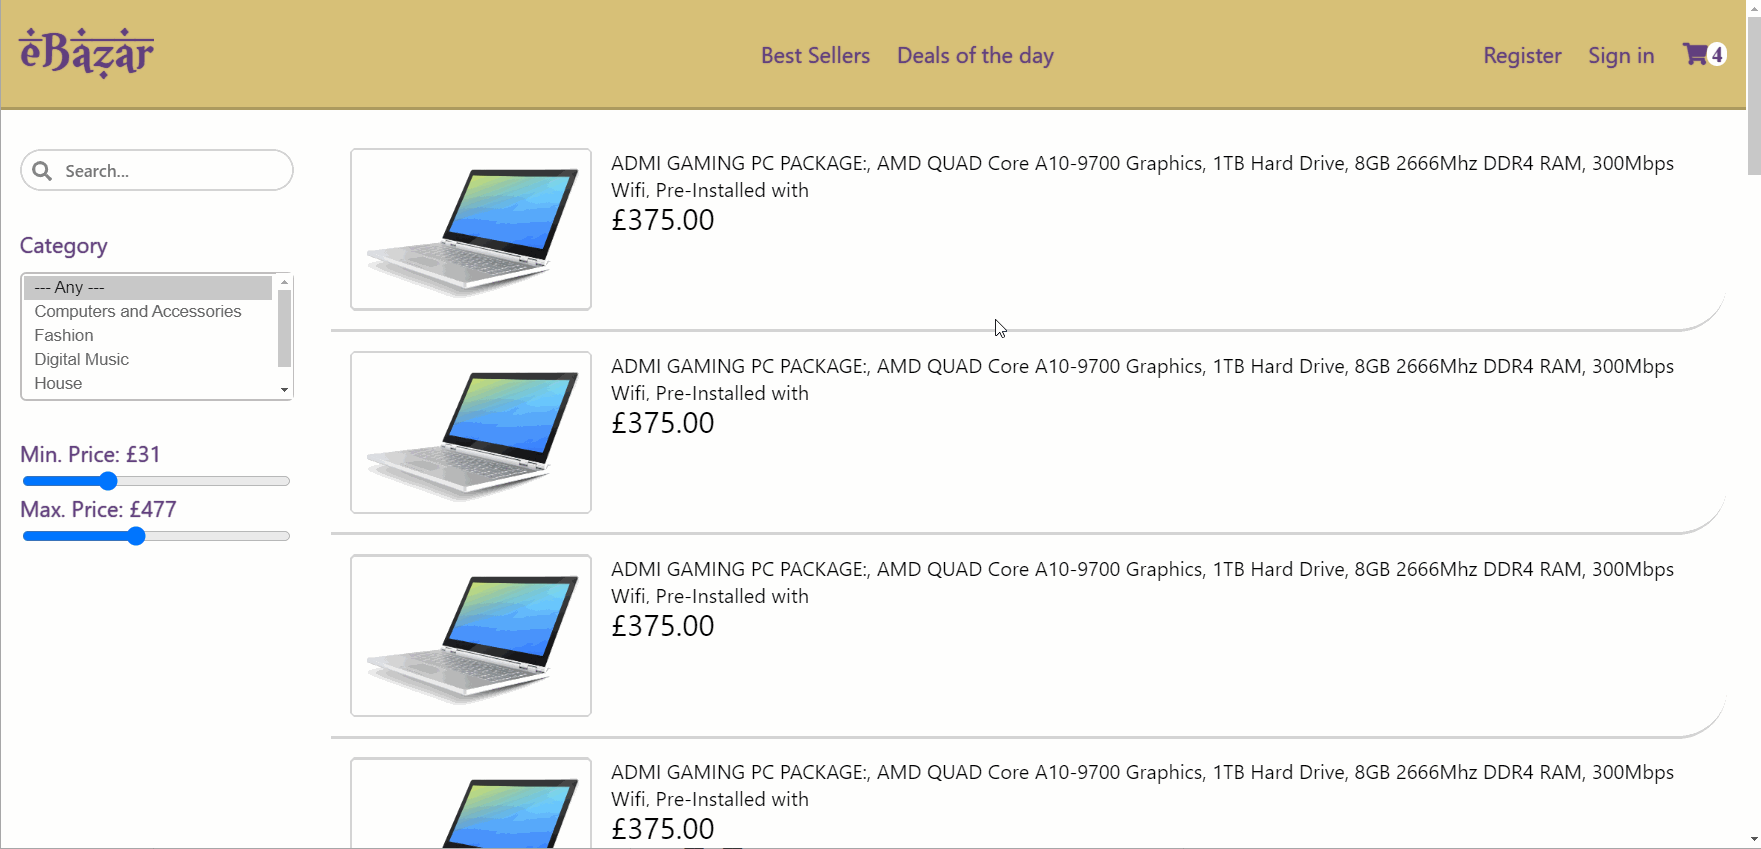 eBazar
Best Sellers
Deals of the day
Register
Sign in
4
Search...
Category
--- Any ---
Computers and Accessories
Fashion
Digital Music
House
Min. Price: £31
Max. Price: £477
ADMI GAMING PC PACKAGE:, AMD QUAD Core A10-9700 Graphics, 1TB Hard Drive, 8GB 2666Mhz DDR4 RAM, 300Mbps
Wifi, Pre-Installed with
£375.00
ADMI GAMING PC PACKAGE:, AMD QUAD Core A10-9700 Graphics, 1TB Hard Drive, 8GB 2666Mhz DDR4 RAM, 300Mbps
Wifi, Pre-Installed with
£375.00
ADMI GAMING PC PACKAGE:, AMD QUAD Core A10-9700 Graphics, 1TB Hard Drive, 8GB 2666Mhz DDR4 RAM, 300Mbps
Wifi, Pre-Installed with
£375.00
ADMI GAMING PC PACKAGE:, AMD QUAD Core A10-9700 Graphics, 1TB Hard Drive, 8GB 2666Mhz DDR4 RAM, 300Mbps
Wifi, Pre-Installed with
£375.00